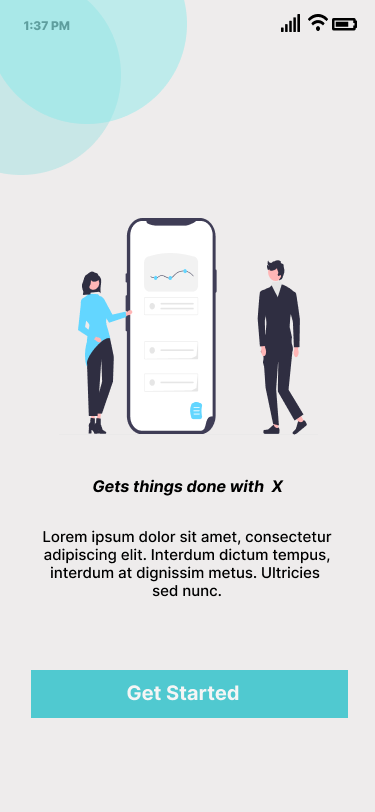 1:37 PM
Gets things done with X
Lorem ipsum dolor sit amet, consectetur
adipiscing elit. Interdum dictum tempus,
interdum at dignissim metus. Ultricies
sed nunc.
Get Started